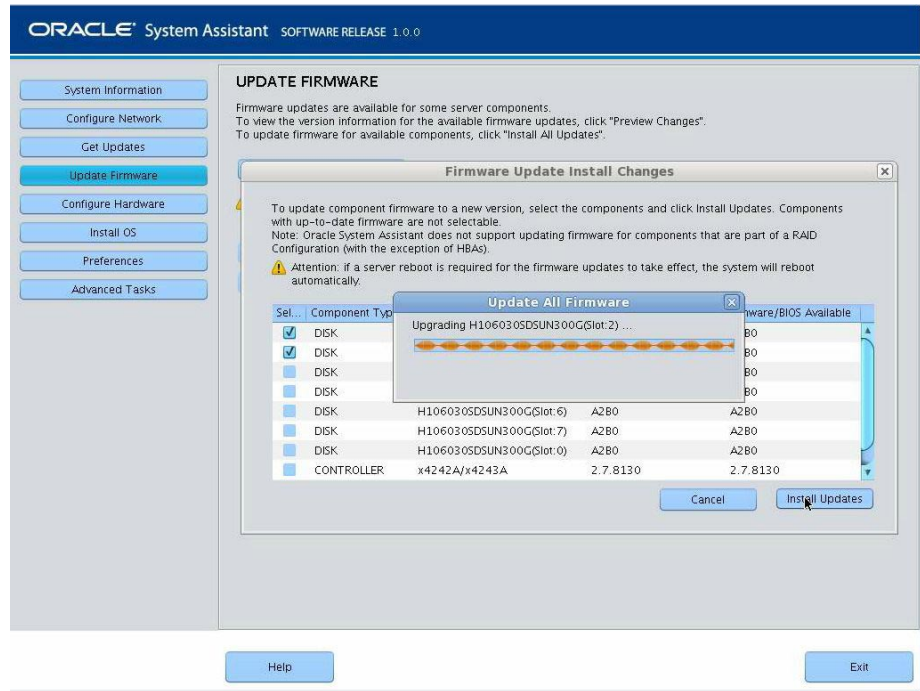 ORACLE® System Assistant SOFTWARE RELEASE 1.0.0
System Information
Configure Network
Get Updates
Update Firmware
Configure Hardware
Install OS
Preferences
Advanced Tasks
UPDATE FIRMWARE
Firmware updates are available for some server components.
To view the version information for the available firmware updates, click "Preview Changes".
To update firmware for available components, click "Install All Updates".
Firmware Update Install Changes
To update component firmware to a new version, select the components and click Install Updates. Components
with up-to-date firmware are not selectable.
Note: Oracle System Assistant does not support updating firmware for components that are part of a RAID
Configuration (with the exception of HBAs).
Attention: if a server reboot is required for the firmware updates to take effect, the system will reboot
automatically.
Update All Firmware
Upgrading H106030SDSUN300G(Slot:2) ...
Sel... Component Typ mware/BIOS Available
DISK B0
DISK B0
DISK B0
DISK B0
DISK H106030SDSUN300G(Slot:6) A2B0 A2B0
DISK H106030SDSUN300G(Slot:7) A2B0 A2B0
DISK H106030SDSUN300G(Slot:0) A2B0 A2B0
CONTROLLER x4242A/x4243A 2.7.8130 2.7.8130
Cancel Install Updates
Help Exit